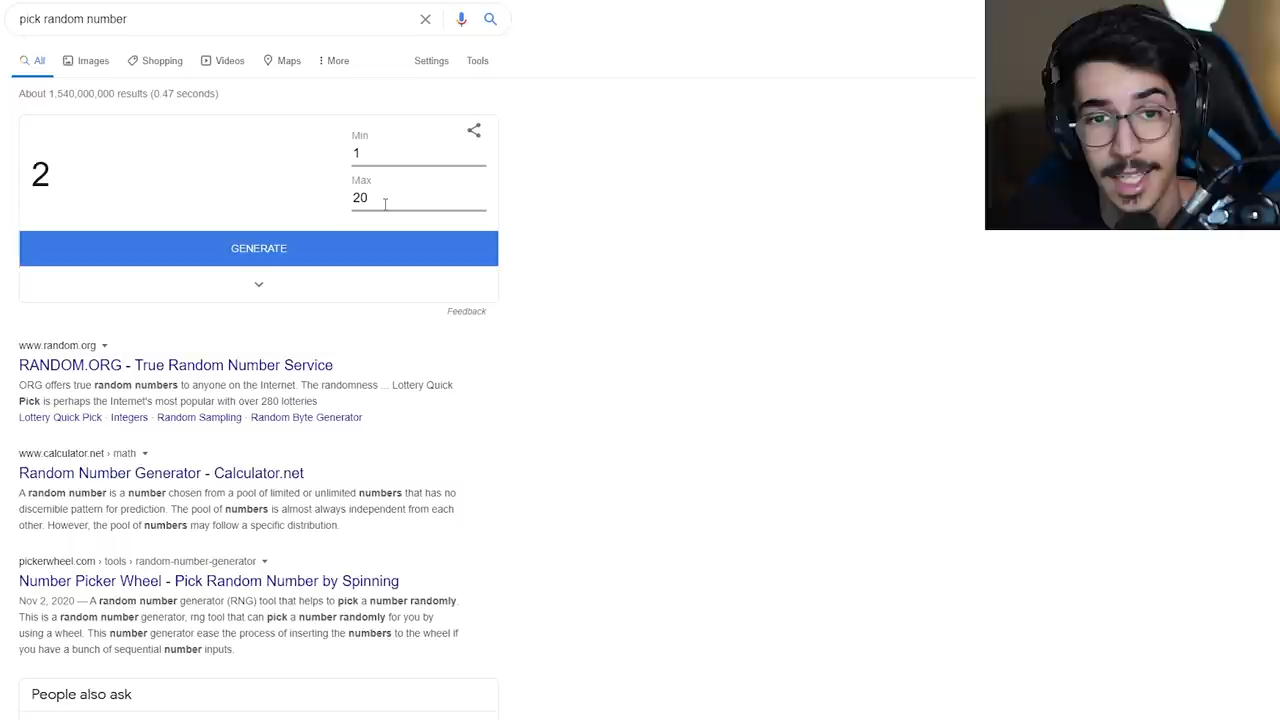 pick random number
All Images Shopping Videos Maps More Settings Tools
About 1,540,000,000 results (0.47 seconds)
Min
1
2
Max
20
GENERATE
Feedback
www.random.org
RANDOM.ORG - True Random Number Service
ORG offers true random numbers to anyone on the Internet. The randomness ... Lottery Quick
Pick is perhaps the Internet's most popular with over 280 lotteries
Lottery Quick Pick · Integers · Random Sampling · Random Byte Generator
www.calculator.net › math
Random Number Generator - Calculator.net
A random number is a number chosen from a pool of limited or unlimited numbers that has no
discernible pattern for prediction. The pool of numbers is almost always independent from each
other. However, the pool of numbers may follow a specific distribution.
pickerwheel.com › tools › random-number-generator
Number Picker Wheel - Pick Random Number by Spinning
Nov 2, 2020 — A random number generator (RNG) tool that helps to pick a number randomly.
This is a random number generator, rng tool that can pick a number randomly for you by
using a wheel. This number generator ease the process of inserting the numbers to the wheel if
you have a bunch of sequential number inputs.
People also ask